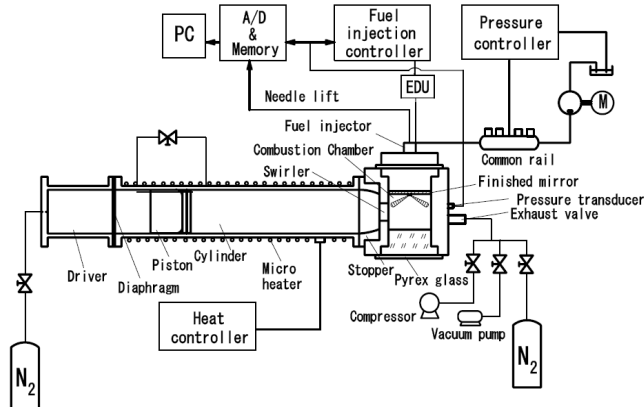 PC
A/D
&
Memory
Fuel
injection
controller
Pressure
controller
EDU
M
Needle lift
Fuel injector
Combustion Chamber
Swirler
Common rail
Finished mirror
Pressure transducer
Exhaust valve
Driver
Diaphragm
Piston
Cylinder
Micro
heater
Stopper
Pyrex glass
Heat
controller
Compressor
Vacuum pump
N2
N2